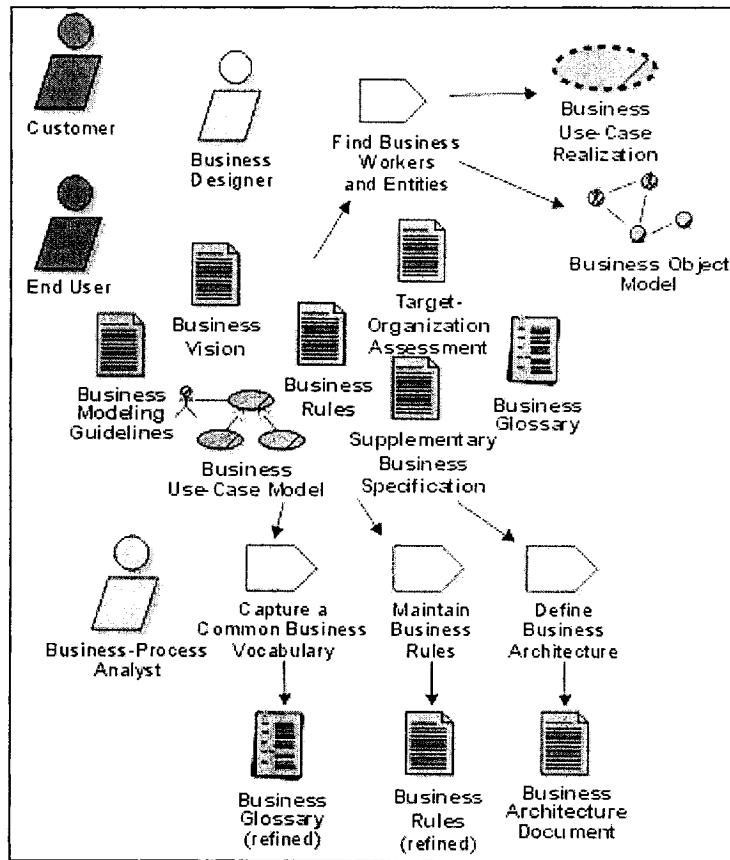 Customer
Business
Designer
Find Business
Workers
and Entities
Business
Use-Case
Realization
End User
Business
Vision
Target-
Organization
Assessment
Business Object
Model
Business
Modeling
Guidelines
Business
Rules
Business
Glossary
Business
Use-Case Model
Supplementary
Business
Specification
Business-Process
Analyst
Capture a
Common Business
Vocabulary
Maintain
Business
Rules
Define
Business
Architecture
Business
Glossary
(refined)
Business
Rules
(refined)
Business
Architecture
Document